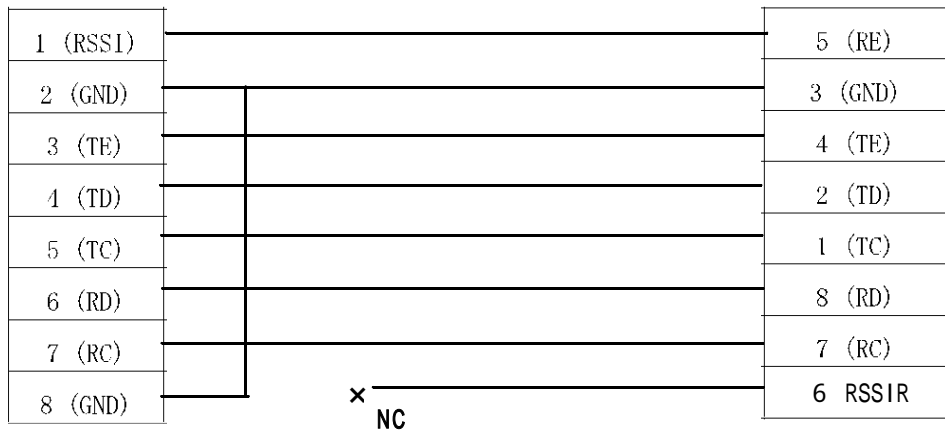 1 (RSSI)
5 (RE)
2 (GND)
3 (GND)
3 (TE)
4 (TE)
4 (TD)
2 (TD)
5 (TC)
1 (TC)
6 (RD)
8 (RD)
7 (RC)
7 (RC)
8 (GND)
6 RSSIR
× NC